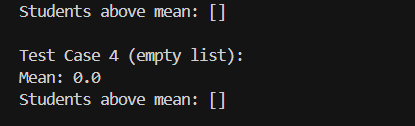 Students above mean: []
Test Case 4 (empty list):
Mean: 0.0
Students above mean: []